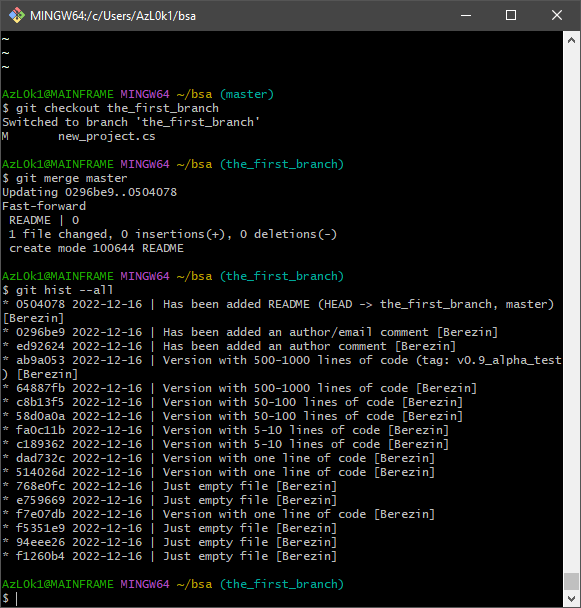 MINGW64:/c/Users/AzL0k1/bsa
~
~
~
AzL0k1@MAINFRAME MINGW64 ~/bsa (master)
$ git checkout the_first_branch
Switched to branch 'the_first_branch'
M       new_project.cs
AzL0k1@MAINFRAME MINGW64 ~/bsa (the_first_branch)
$ git merge master
Updating 0296be9..0504078
Fast-forward
 README | 0
 1 file changed, 0 insertions(+), 0 deletions(-)
 create mode 100644 README
AzL0k1@MAINFRAME MINGW64 ~/bsa (the_first_branch)
$ git hist --all
* 0504078 2022-12-16 | Has been added README (HEAD -> the_first_branch, master)
[Berezin]
* 0296be9 2022-12-16 | Has been added an author/email comment [Berezin]
* ed92624 2022-12-16 | Has been added an author comment [Berezin]
* ab9a053 2022-12-16 | Version with 500-1000 lines of code (tag: v0.9_alpha_test
) [Berezin]
* 64887fb 2022-12-16 | Version with 500-1000 lines of code [Berezin]
* c8b13f5 2022-12-16 | Version with 50-100 lines of code [Berezin]
* 58d0a0a 2022-12-16 | Version with 50-100 lines of code [Berezin]
* fa0c11b 2022-12-16 | Version with 5-10 lines of code [Berezin]
* c189362 2022-12-16 | Version with 5-10 lines of code [Berezin]
* dad732c 2022-12-16 | Version with one line of code [Berezin]
* 514026d 2022-12-16 | Version with one line of code [Berezin]
* 768e0fc 2022-12-16 | Just empty file [Berezin]
* e759669 2022-12-16 | Just empty file [Berezin]
* f7e07db 2022-12-16 | Version with one line of code [Berezin]
* f5351e9 2022-12-16 | Just empty file [Berezin]
* 94eee26 2022-12-16 | Just empty file [Berezin]
* f1260b4 2022-12-16 | Just empty file [Berezin]
AzL0k1@MAINFRAME MINGW64 ~/bsa (the_first_branch)
$